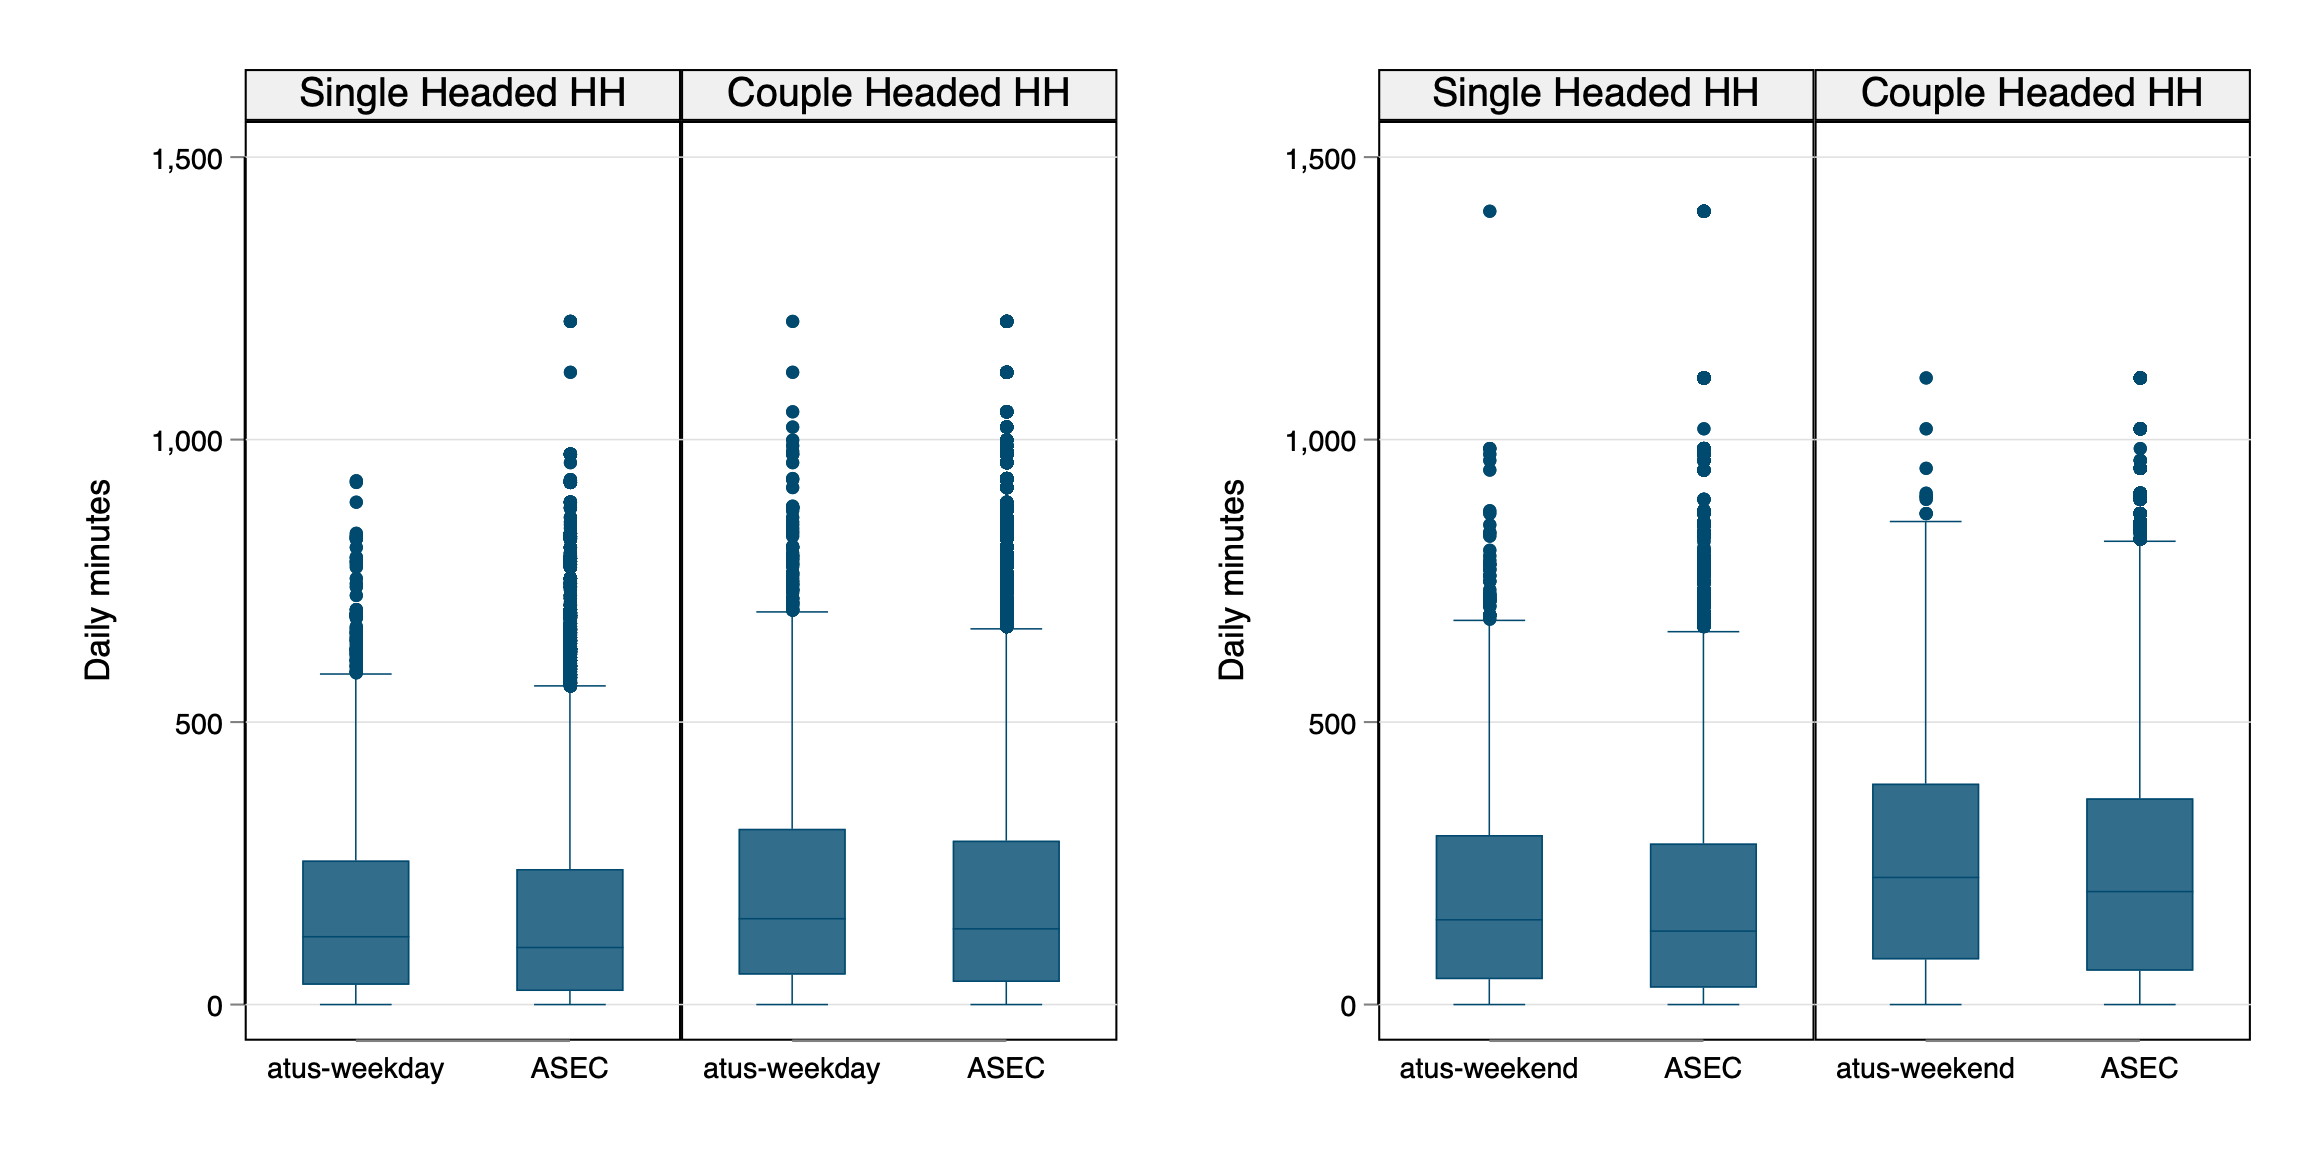 Single Headed HH
Couple Headed HH
1,500
1,000
500
0
Daily minutes
atus-weekday
ASEC
atus-weekday
ASEC
Single Headed HH
Couple Headed HH
1,500
1,000
500
0
Daily minutes
atus-weekend
ASEC
atus-weekend
ASEC